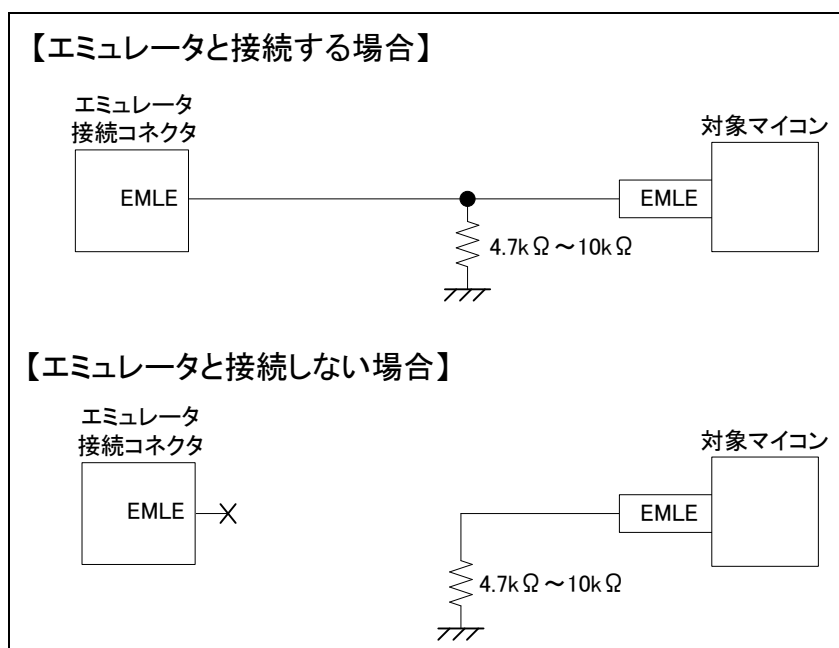 【エミュレータと接続する場合】
エミュレータ
接続コネクタ
対象マイコン
EMLE
EMLE
4.7kΩ～10kΩ
【エミュレータと接続しない場合】
エミュレータ
接続コネクタ
対象マイコン
EMLE
EMLE
4.7kΩ～10kΩ